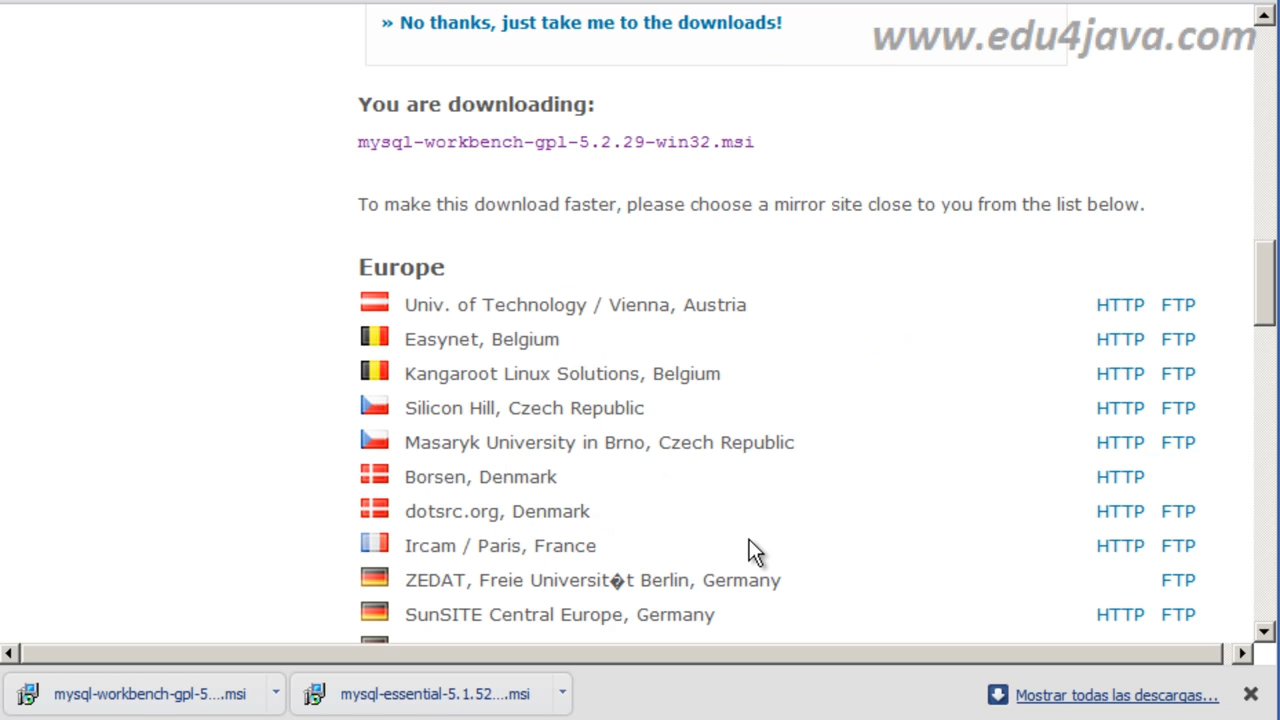 » No thanks, just take me to the downloads!
www.edu4java.com
You are downloading:
mysql-workbench-gpl-5.2.29-win32.msi
To make this download faster, please choose a mirror site close to you from the list below.
Europe
Univ. of Technology / Vienna, Austria HTTP FTP
Easynet, Belgium HTTP FTP
Kangaroot Linux Solutions, Belgium HTTP FTP
Silicon Hill, Czech Republic HTTP FTP
Masaryk University in Brno, Czech Republic HTTP FTP
Borsen, Denmark HTTP
dotsrc.org, Denmark HTTP FTP
Ircam / Paris, France HTTP FTP
ZEDAT, Freie Universit�t Berlin, Germany FTP
SunSITE Central Europe, Germany HTTP FTP
mysql-workbench-gpl-5....msi mysql-essential-5.1.52....msi Mostrar todas las descargas...